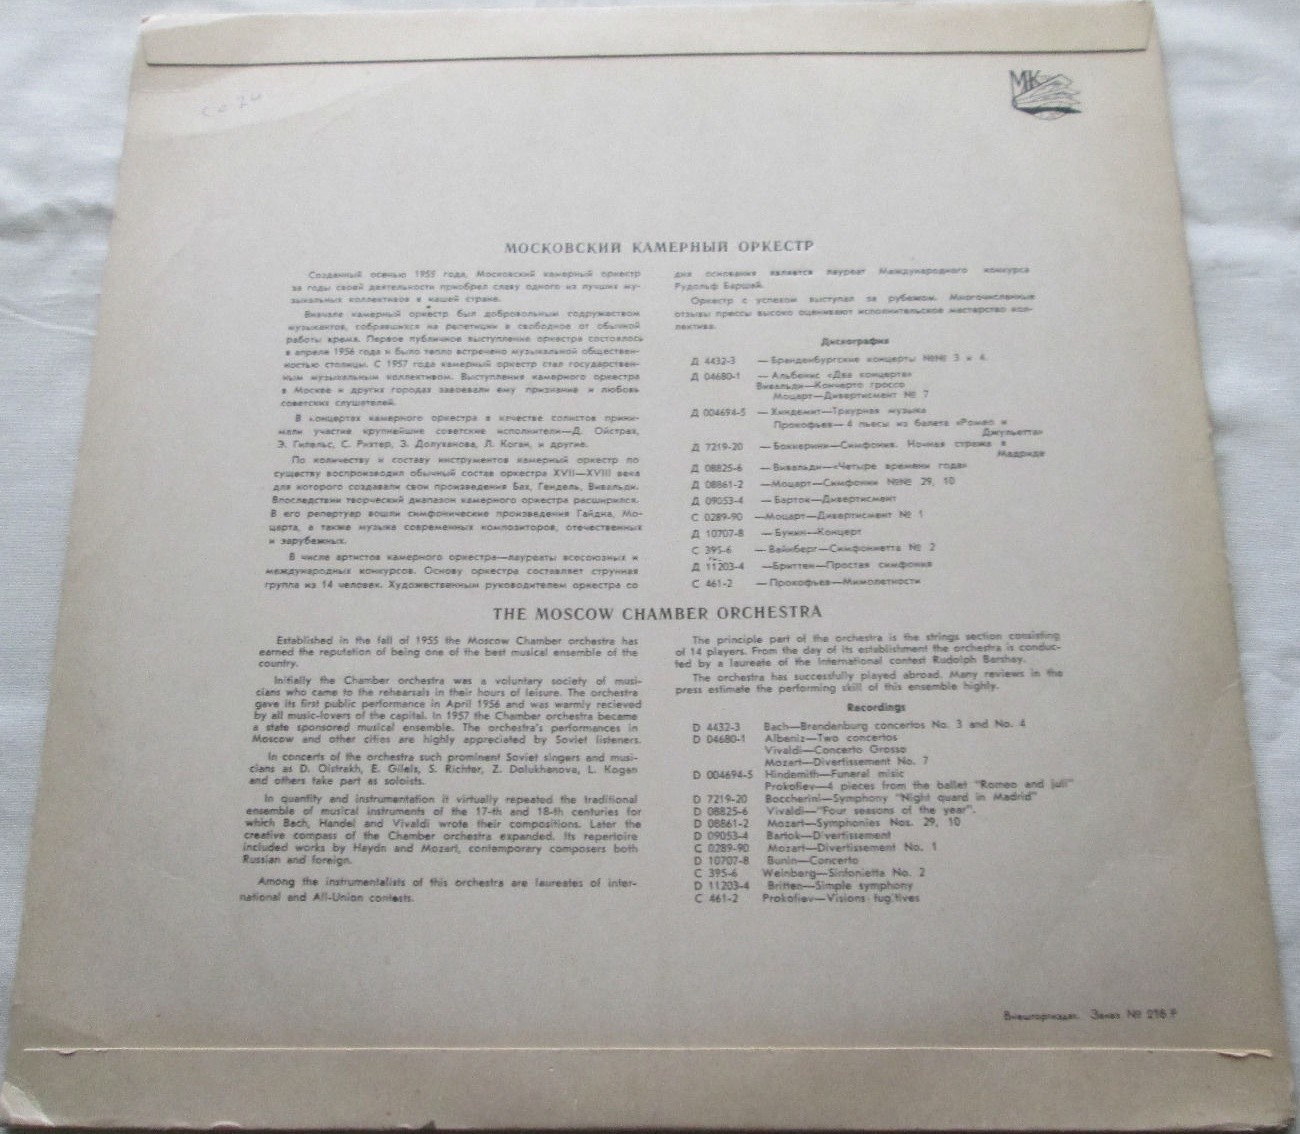 МК
МОСКОВСКИЙ КАМЕРНЫЙ ОРКЕСТР
Созданный осенью 1955 года, Московский камерный оркестр
за годы своей деятельности приобрел славу одного из лучших му-
зыкальных коллективов в нашей стране.
Вначале камерный оркестр был добровольным содружеством
музыкантов, собравшихся на репетиции в свободное от обычной
работы время. Первое публичное выступление оркестра состоялось
в апреле 1956 года и было тепло встречено музыкальной обществен-
ностью столицы. С 1957 года камерный оркестр стал государствен-
ным музыкальным коллективом. Выступления камерного оркестра
в Москве и других городах завоевали ему признание и любовь
советских слушателей.
В концертах камерного оркестра в качестве солистов прини-
мали участие крупнейшие советские исполнители—Д. Ойстрах,
Э. Гилельс, С. Рихтер, З. Долуханова, Л. Коган, и другие.
По количеству и составу инструментов камерный оркестр по
существу воспроизводил обычный состав оркестра XVII—XVIII века
для которого создавали свои произведения Бах, Гендель, Вивальди.
Впоследствии творческий диапазон камерного оркестра расширился.
В его репертуар вошли симфонические произведения Гайдна, Мо-
царта, а также музыка современных композиторов, отечественных
и зарубежных.
В числе артистов камерного оркестра—лауреаты всесоюзных и
международных конкурсов. Основу оркестра составляет струнная
группа из 14 человек. Художественным руководителем оркестра со
дня основания является лауреат Международного конкурса
Рудольф Баршай.
Оркестр с успехом выступал за рубежом. Многочисленные
отзывы прессы высоко оценивают исполнительское мастерство кол-
лектива.
Дискография
Д 4432-3 — Бранденбургские концерты №№ 3 и 4.
Д 04680-1 — Альбенис «Два концерта»
Вивальди—Кончерто гроссо
Моцарт—Дивертисмент № 7
Д 004694-5 — Хиндемит—Траурная музыка
Прокофьев— 4 пьесы из балета «Ромео и
Джульетта»
Д 7219-20 — Боккерини—Симфония. Ночная стража в
Мадриде
Д 08825-6 — Вивальди—«Четыре времени года»
Д 08861-2 —Моцарт—Симфонии №№ 29, 10
Д 09053-4 — Барток—Дивертисмент
С 0289-90 —Моцарт—Дивертисмент № 1
Д 10707-8 — Бунин—Концерт
С 395-6 — Вайнберг—Симфониетта № 2
Д 11203-4 —Бриттен—Простая симфония
С 461-2 — Прокофьев—Мимолетности
THE MOSCOW CHAMBER ORCHESTRA
Established in the fall of 1955 the Moscow Chamber orchestra has
earned the reputation of being one of the best musical ensemble of the
country.
Initially the Chamber orchestra was a voluntary society of musi-
cians who came to the rehearsals in their hours of leisure. The orchestra
gave its first public performance in April 1956 and was warmly recieved
by all music-lovers of the capital. In 1957 the Chamber orchestra became
a state sponsored musical ensemble. The orchestra's performances in
Moscow and other cities are highly appreciated by Soviet listeners.
In concerts of the orchestra such prominent Soviet singers and musi-
cians as D. Oistrakh, E. Gilels, S. Richter, Z. Dolukhanova, L. Kogan
and others take part as soloists.
In quantity and instrumentation it virtually repeated the traditional
ensemble of musical instruments of the 17-th and 18-th centuries for
which Bach, Handel and Vivaldi wrote their compositions. Later the
creative compass of the Chamber orchestra expanded. Its repertoire
included works by Haydn and Mozart, contemporary composers both
Russian and foreign.
Among the instrumentalists of this orchestra are laureates of inter-
national and All-Union contests.
The principle part of the orchestra is the strings section consisting
of 14 players. From the day of its establishment the orchestra is conduc-
ted by a laureate of the International contest Rudolph Barshay.
The orchestra has successfully played abroad. Many reviews in the
press estimate the performing skill of this ensemble highly.
Recordings
D 4432-3 Bach—Brandenburg concertos No. 3 and No. 4
D 04680-1 Albeniz—Two concertos
Vivaldi—Concerto Grosso
Mozart—Divertissement No. 7
D 004694-5 Hindemith—Funeral misic
Prokofiev—4 pieces from the ballet "Romeo and Juli"
D 7219-20 Boccherini—Symphony "Night quard in Madrid"
D 08825-6 Vivaldi—"Four seasons of the year".
D 08861-2 Mozart—Symphonies Nos. 29, 10
D 09053-4 Bartok—D'vertissement
C 0289-90 Mozart—Divertissement No. 1
D 10707-8 Bunin—Concerto
C 395-6 Weinberg—Sinfonietta No. 2
D 11203-4 Britten—Simple symphony
C 461-2 Prokofiev—Visions fug'tives
Внешторгиздат. Заказ № 216 Р